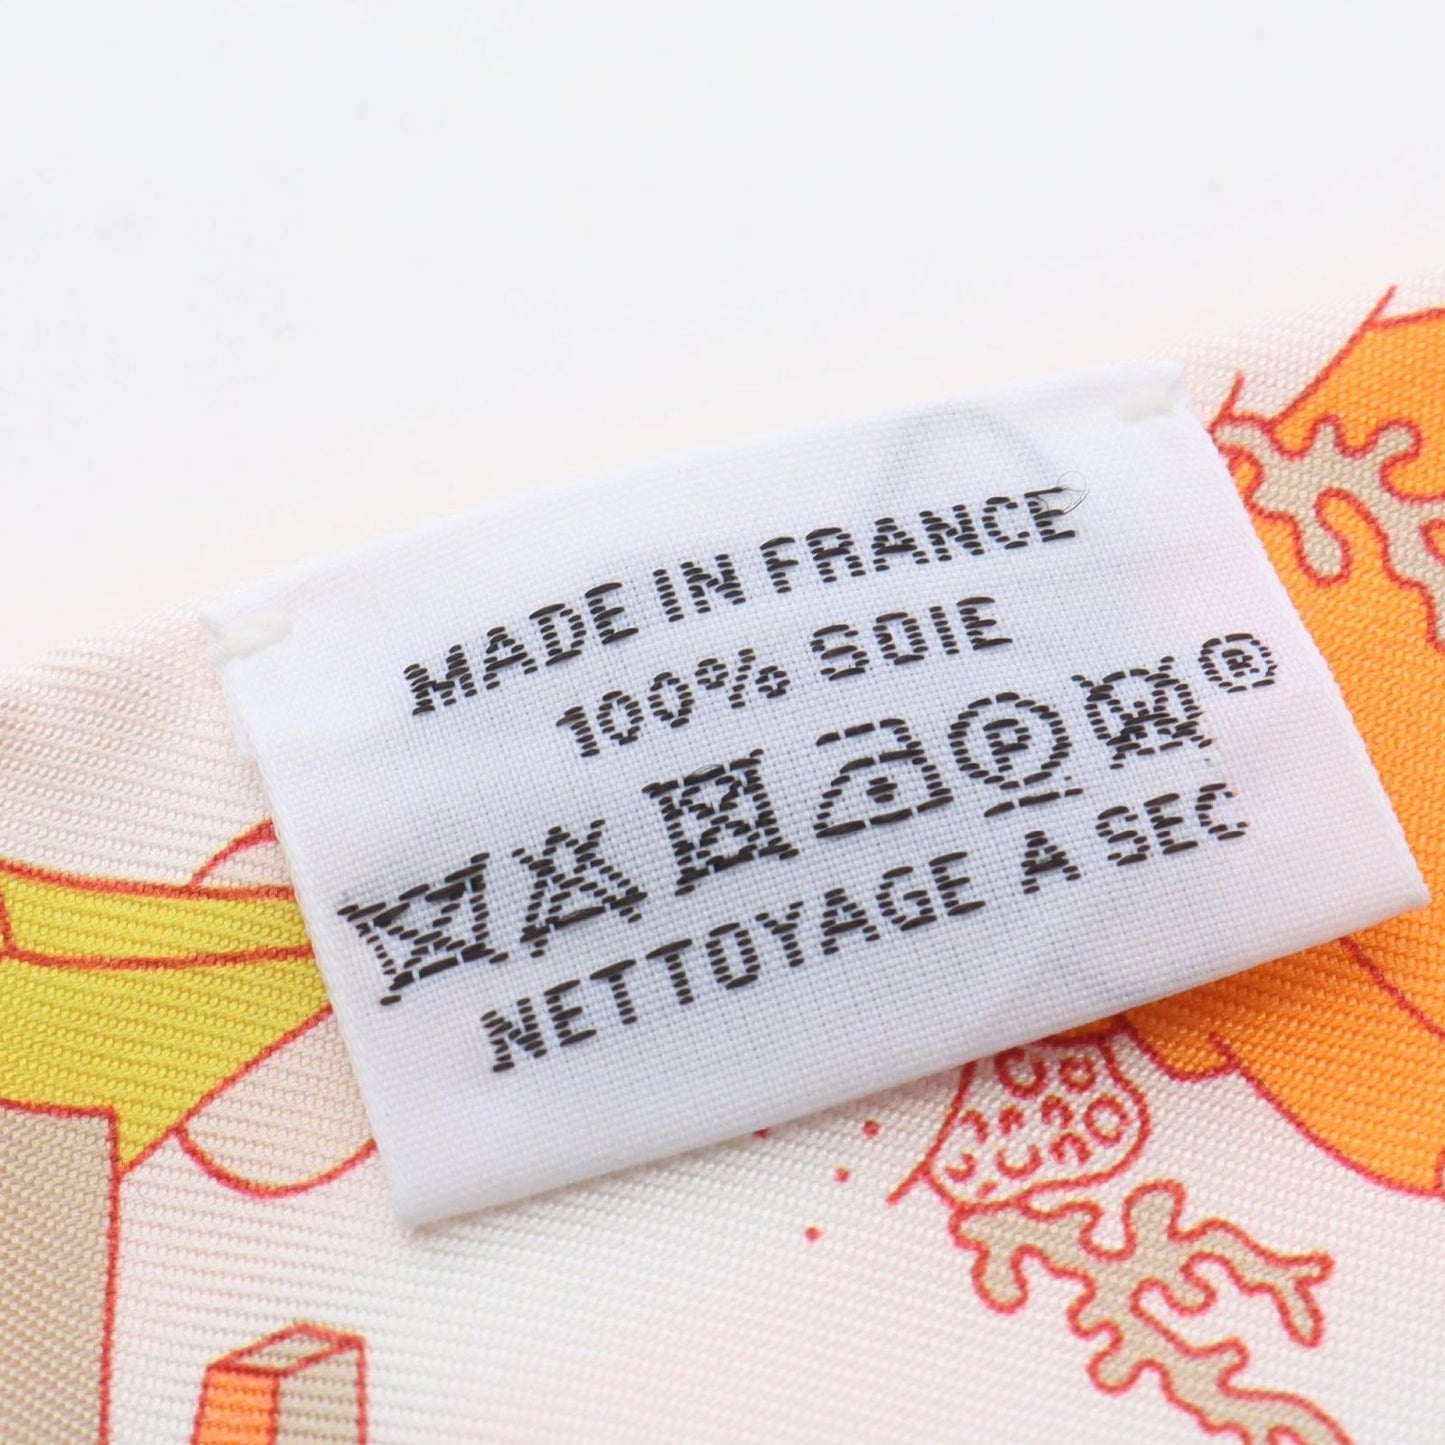 MADE IN FRANCE
100% SOIE
P ®
NETTOYAGE A SEC